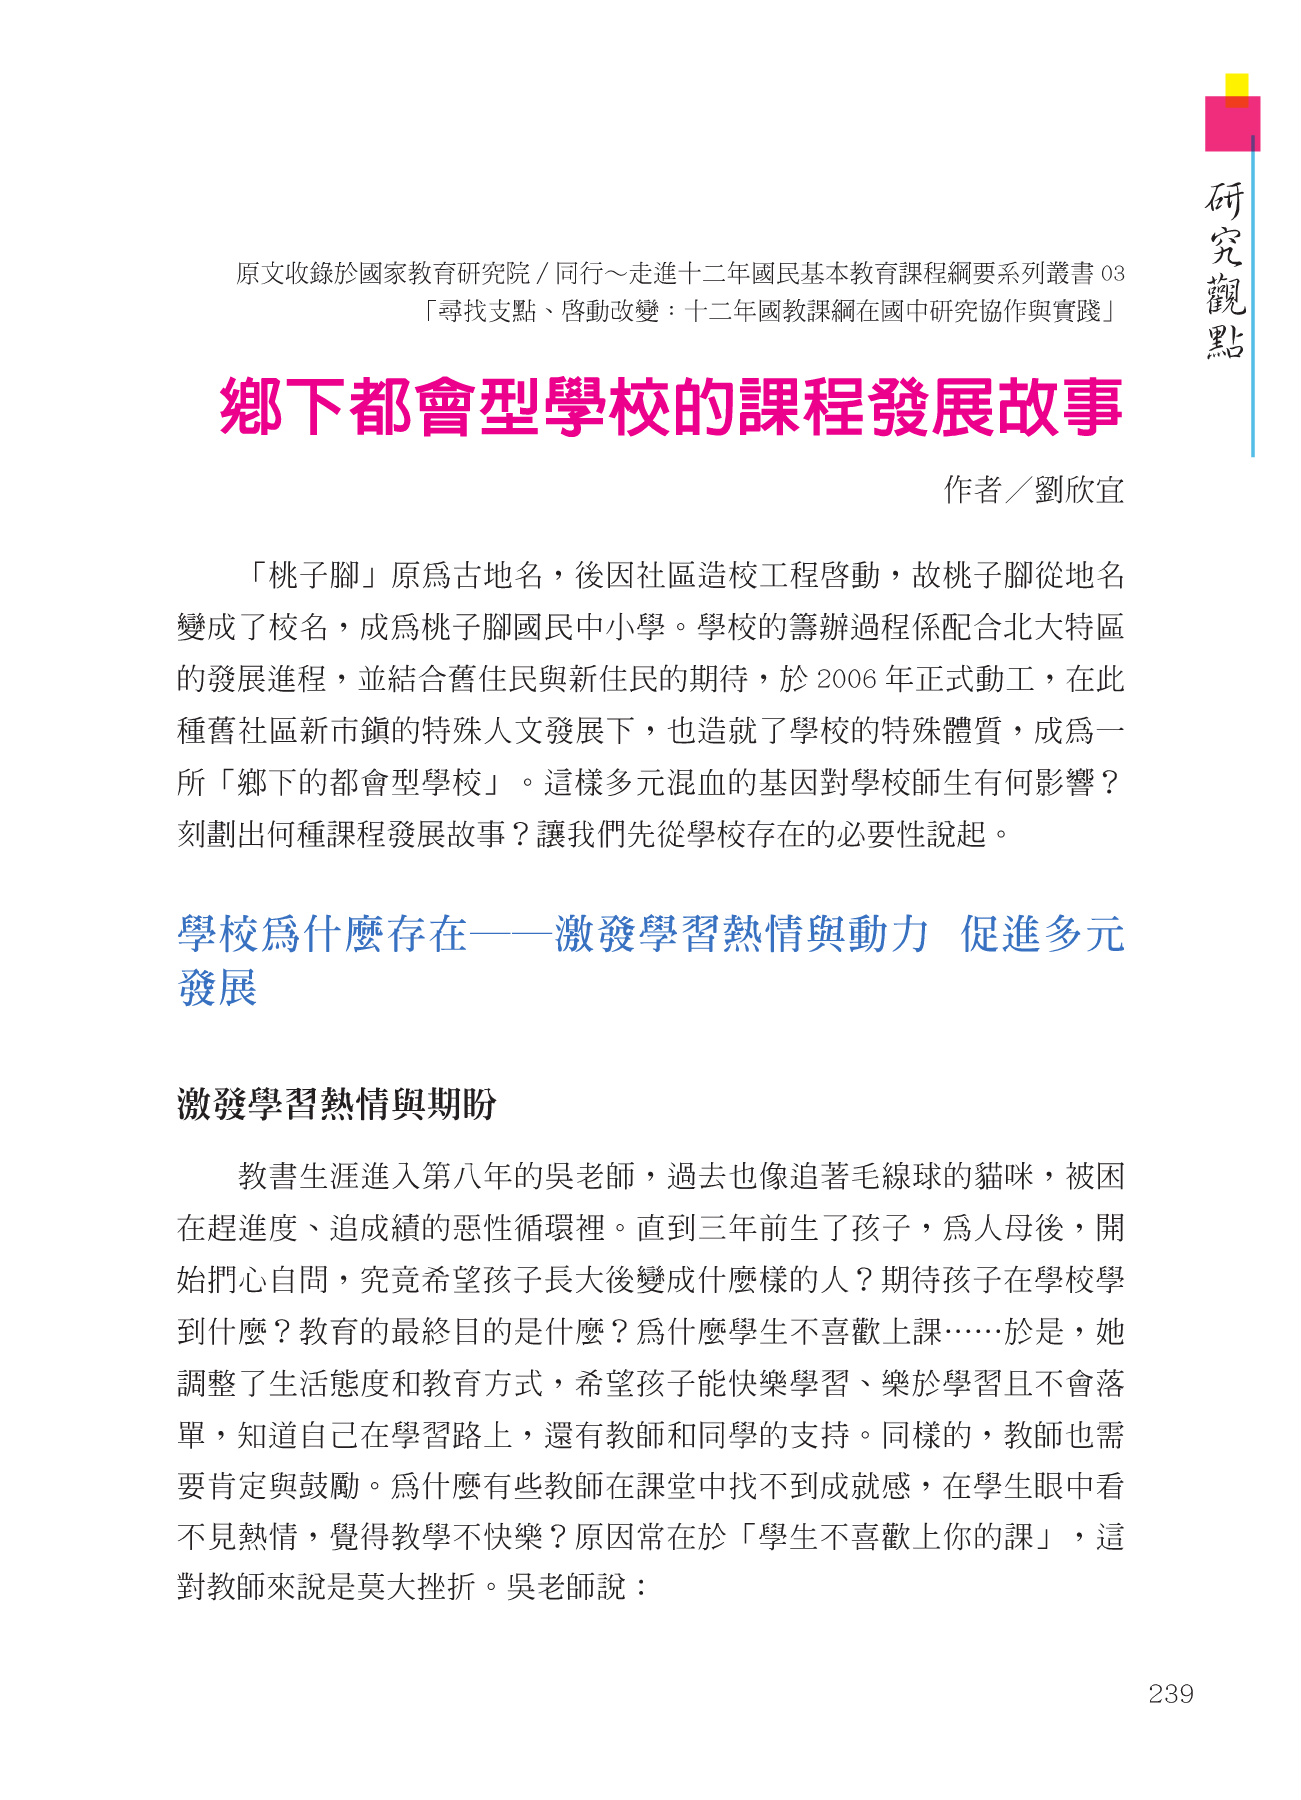 研究觀點
原文收錄於國家教育研究院 / 同行～走進十二年國民基本教育課程綱要系列叢書 03
「尋找支點、啓動改變：十二年國教課綱在國中研究協作與實踐」
鄉下都會型學校的課程發展故事
作者／劉欣宜
「桃子腳」原爲古地名，後因社區造校工程啓動，故桃子腳從地名
變成了校名，成爲桃子腳國民中小學。學校的籌辦過程係配合北大特區
的發展進程，並結合舊住民與新住民的期待，於 2006 年正式動工，在此
種舊社區新市鎭的特殊人文發展下，也造就了學校的特殊體質，成爲一
所「鄉下的都會型學校」。這樣多元混血的基因對學校師生有何影響？
刻劃出何種課程發展故事？讓我們先從學校存在的必要性說起。
學校爲什麼存在──激發學習熱情與動力 促進多元
發展
激發學習熱情與期盼
教書生涯進入第八年的吳老師，過去也像追著毛線球的貓咪，被困
在趕進度、追成績的惡性循環裡。直到三年前生了孩子，爲人母後，開
始捫心自問，究竟希望孩子長大後變成什麼樣的人？期待孩子在學校學
到什麼？教育的最終目的是什麼？爲什麼學生不喜歡上課……於是，她
調整了生活態度和教育方式，希望孩子能快樂學習、樂於學習且不會落
單，知道自己在學習路上，還有教師和同學的支持。同樣的，教師也需
要肯定與鼓勵。爲什麼有些教師在課堂中找不到成就感，在學生眼中看
不見熱情，覺得教學不快樂？原因常在於「學生不喜歡上你的課」，這
對教師來說是莫大挫折。吳老師說：
239